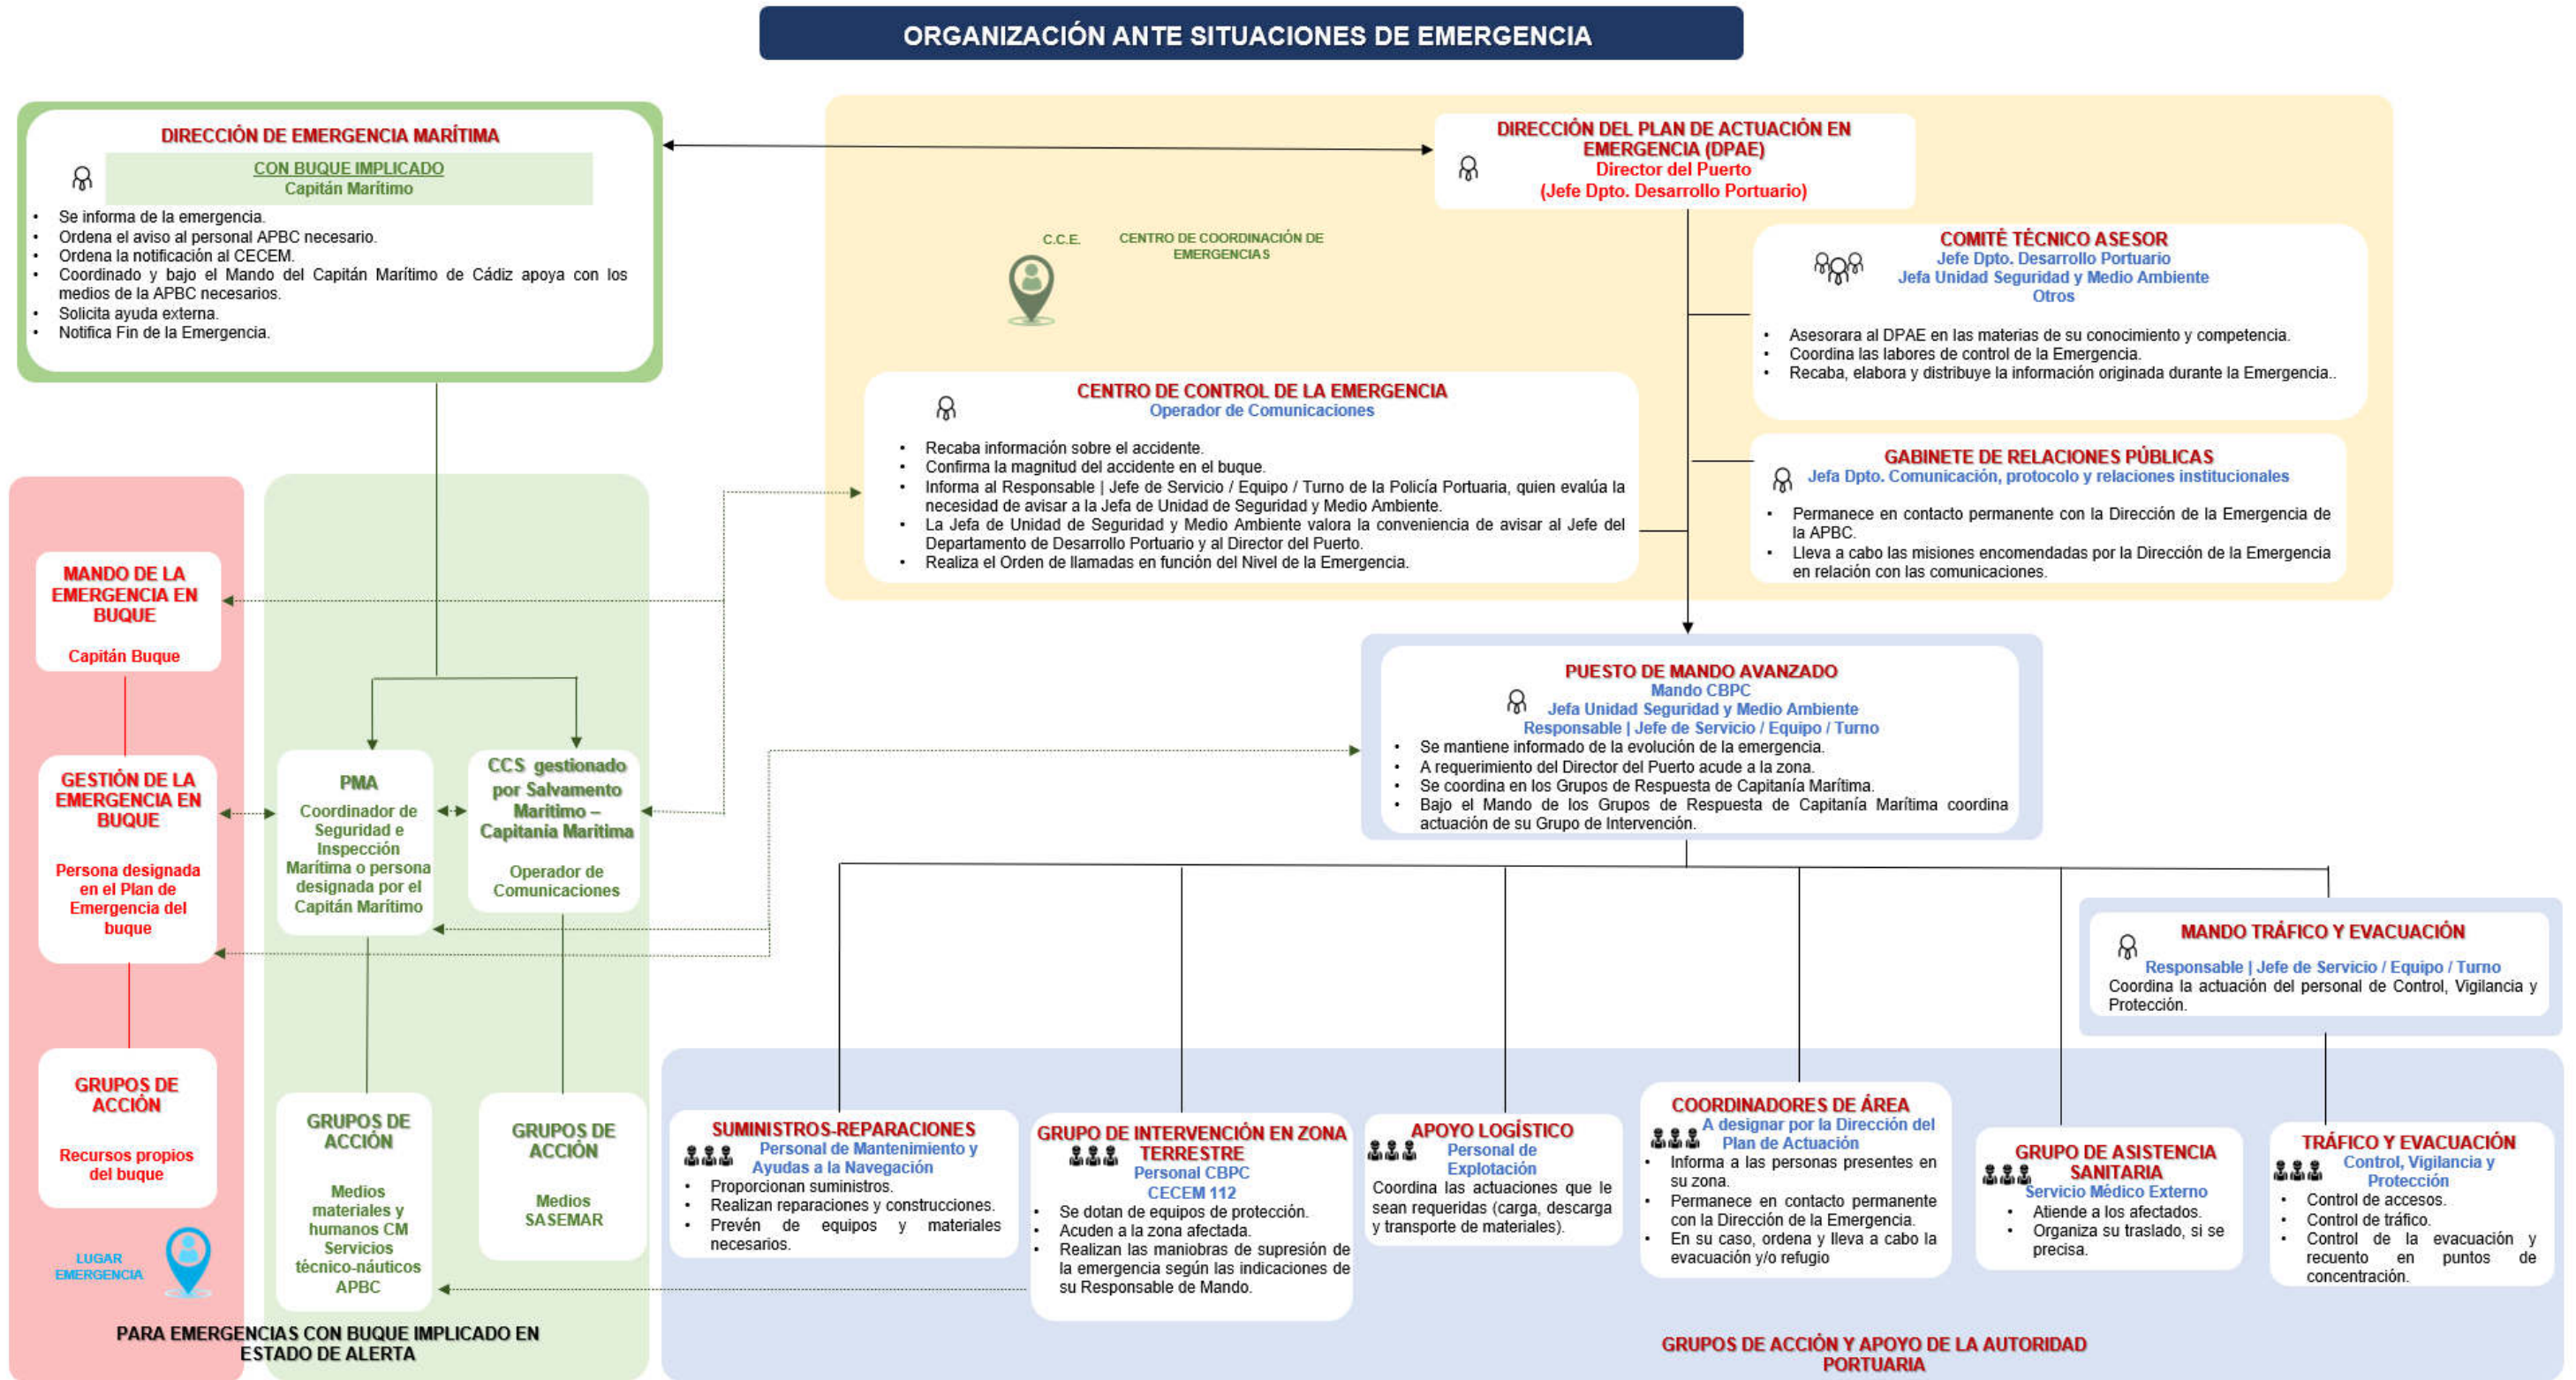 ORGANIZACIÓN ANTE SITUACIONES DE EMERGENCIA
DIRECCIÓN DE EMERGENCIA MARÍTIMA
CON BUQUE IMPLICADO
Capitán Marítimo
• Se informa de la emergencia.
• Ordena el aviso al personal APBC necesario.
• Ordena la notificación al CECEM.
• Coordinado y bajo el Mando del Capitán Marítimo de Cádiz apoya con los
medios de la APBC necesarios.
• Solicita ayuda externa.
• Notifica Fin de la Emergencia.
DIRECCIÓN DEL PLAN DE ACTUACIÓN EN
EMERGENCIA (DPAE)
Director del Puerto
(Jefe Dpto. Desarrollo Portuario)
C.C.E. CENTRO DE COORDINACIÓN DE
EMERGENCIAS
COMITÉ TÉCNICO ASESOR
Jefe Dpto. Desarrollo Portuario
Jefa Unidad Seguridad y Medio Ambiente
Otros
• Asesorara al DPAE en las materias de su conocimiento y competencia.
• Coordina las labores de control de la Emergencia.
• Recaba, elabora y distribuye la información originada durante la Emergencia..
CENTRO DE CONTROL DE LA EMERGENCIA
Operador de Comunicaciones
• Recaba información sobre el accidente.
• Confirma la magnitud del accidente en el buque.
• Informa al Responsable | Jefe de Servicio / Equipo / Turno de la Policía Portuaria, quien evalúa la
necesidad de avisar a la Jefa de Unidad de Seguridad y Medio Ambiente.
• La Jefa de Unidad de Seguridad y Medio Ambiente valora la conveniencia de avisar al Jefe del
Departamento de Desarrollo Portuario y al Director del Puerto.
• Realiza el Orden de llamadas en función del Nivel de la Emergencia.
GABINETE DE RELACIONES PÚBLICAS
Jefa Dpto. Comunicación, protocolo y relaciones institucionales
• Permanece en contacto permanente con la Dirección de la Emergencia de
la APBC.
• Lleva a cabo las misiones encomendadas por la Dirección de la Emergencia
en relación con las comunicaciones.
MANDO DE LA
EMERGENCIA EN
BUQUE
Capitán Buque
GESTIÓN DE LA
EMERGENCIA EN
BUQUE
Persona designada
en el Plan de
Emergencia del
buque
GRUPOS DE
ACCIÓN
Recursos propios
del buque
LUGAR
EMERGENCIA
PMA
Coordinador de
Seguridad e
Inspección
Marítima o persona
designada por el
Capitán Marítimo
CCS gestionado
por Salvamento
Marítimo –
Capitanía Marítima
Operador de
Comunicaciones
GRUPOS DE
ACCIÓN
Medios
materiales y
humanos CM
Servicios
técnico-náuticos
APBC
GRUPOS DE
ACCIÓN
Medios
SASEMAR
PARA EMERGENCIAS CON BUQUE IMPLICADO EN
ESTADO DE ALERTA
PUESTO DE MANDO AVANZADO
Mando CBPC
Jefa Unidad Seguridad y Medio Ambiente
Responsable | Jefe de Servicio / Equipo / Turno
• Se mantiene informado de la evolución de la emergencia.
• A requerimiento del Director del Puerto acude a la zona.
• Se coordina en los Grupos de Respuesta de Capitanía Marítima.
• Bajo el Mando de los Grupos de Respuesta de Capitanía Marítima coordina
actuación de su Grupo de Intervención.
MANDO TRÁFICO Y EVACUACIÓN
Responsable | Jefe de Servicio / Equipo / Turno
Coordina la actuación del personal de Control, Vigilancia y
Protección.
SUMINISTROS-REPARACIONES
Personal de Mantenimiento y
Ayudas a la Navegación
• Proporcionan suministros.
• Realizan reparaciones y construcciones.
• Prevén de equipos y materiales
necesarios.
GRUPO DE INTERVENCIÓN EN ZONA
TERRESTRE
Personal CBPC
CECEM 112
• Se dotan de equipos de protección.
• Acuden a la zona afectada.
• Realizan las maniobras de supresión de
la emergencia según las indicaciones de
su Responsable de Mando.
APOYO LOGÍSTICO
Personal de
Explotación
Coordina las actuaciones que le
sean requeridas (carga, descarga
y transporte de materiales).
COORDINADORES DE ÁREA
A designar por la Dirección del
Plan de Actuación
• Informa a las personas presentes en
su zona.
• Permanece en contacto permanente
con la Dirección de la Emergencia.
• En su caso, ordena y lleva a cabo la
evacuación y/o refugio
GRUPO DE ASISTENCIA
SANITARIA
Servicio Médico Externo
• Atiende a los afectados.
• Organiza su traslado, si se
precisa.
TRÁFICO Y EVACUACIÓN
Control, Vigilancia y
Protección
• Control de accesos.
• Control de tráfico.
• Control de la evacuación y
recuento en puntos de
concentración.
GRUPOS DE ACCIÓN Y APOYO DE LA AUTORIDAD
PORTUARIA